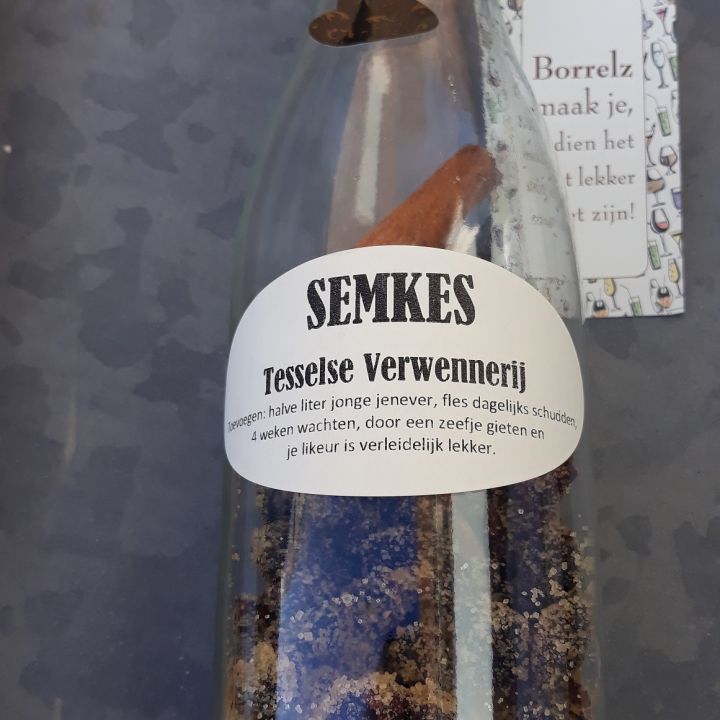 Borrelz
maak je,
dien het
t lekker
t zijn!
SEMKES
Tesselse Verwennerij
Toevoegen: halve liter jonge jenever, fles dagelijks schudden,
4 weken wachten, door een zeefje gieten en
je likeur is verleidelijk lekker.